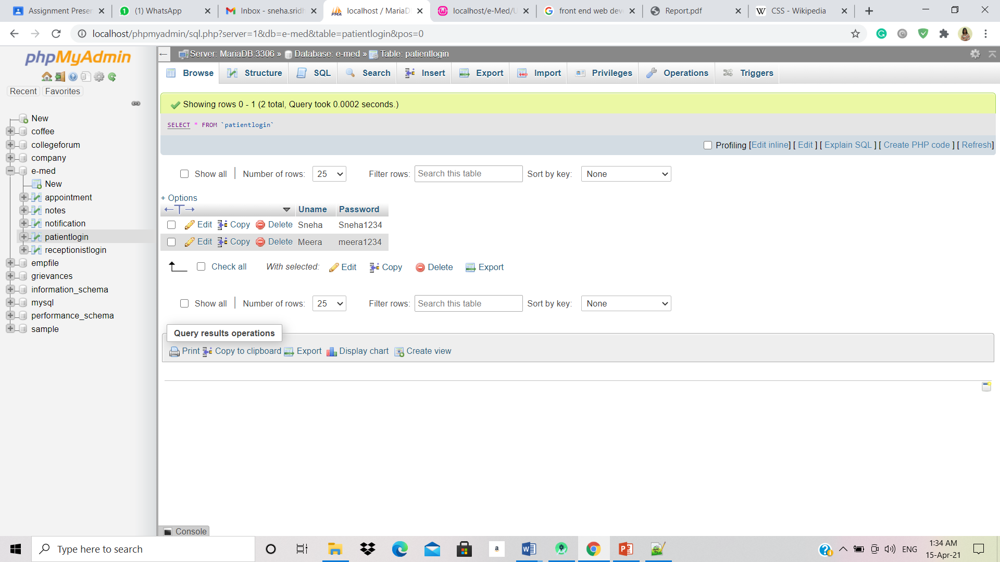 Assignment Presen
(1) WhatsApp
Inbox - sneha.sridh
localhost / MariaD
localhost/e-Med/U
front end web deve
Report.pdf
CSS - Wikipedia
localhost/phpmyadmin/sql.php?server=1&db=e-med&table=patientlogin&pos=0
phpMyAdmin
Recent Favorites
New
coffee
collegeforum
company
e-med
New
appointment
notes
notification
patientlogin
receptionistlogin
empfile
grievances
information_schema
mysql
performance_schema
sample
Server: MariaDB:3306 » Database: e-med » Table: patientlogin
Browse Structure SQL Search Insert Export Import Privileges Operations Triggers
Showing rows 0 - 1 (2 total, Query took 0.0002 seconds.)
SELECT * FROM `patientlogin`
Profiling [Edit inline] [ Edit ] [ Explain SQL ] [ Create PHP code ] [ Refresh]
Show all Number of rows: 25 Filter rows: Search this table Sort by key: None
+ Options
Uname Password
Edit Copy Delete Sneha Sneha1234
Edit Copy Delete Meera meera1234
Check all With selected: Edit Copy Delete Export
Show all Number of rows: 25 Filter rows: Search this table Sort by key: None
Query results operations
Print Copy to clipboard Export Display chart Create view
Console
Type here to search
ENG
1:34 AM
15-Apr-21